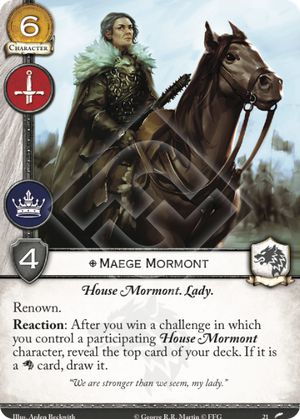 6
CHARACTER
4
MAEGE MORMONT
House Mormont. Lady.
Renown.
Reaction: After you win a challenge in which
you control a participating House Mormont
character, reveal the top card of your deck. If it is
a card, draw it.
"We are stronger than we seem, my lady."
Illus. Arden Beckwith © George R.R. Martin © FFG 21